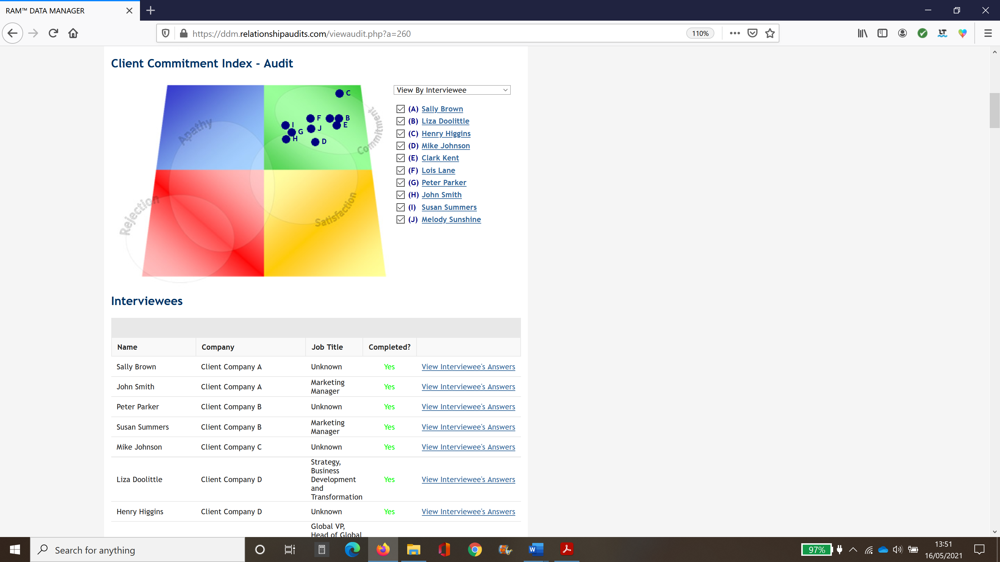 RAM™ DATA MANAGER
https://ddm.relationshipaudits.com/viewaudit.php?a=260
110%
Client Commitment Index - Audit
View By Interviewee
C
F
B
I
E
J
G
H
D
Apathy
Commitment
Rejection
Satisfaction
(A) Sally Brown
(B) Liza Doolittle
(C) Henry Higgins
(D) Mike Johnson
(E) Clark Kent
(F) Lois Lane
(G) Peter Parker
(H) John Smith
(I) Susan Summers
(J) Melody Sunshine
Interviewees
Name Company Job Title Completed?
Sally Brown Client Company A Unknown Yes View Interviewee's Answers
John Smith Client Company A Marketing Manager Yes View Interviewee's Answers
Peter Parker Client Company B Unknown Yes View Interviewee's Answers
Susan Summers Client Company B Marketing Manager Yes View Interviewee's Answers
Mike Johnson Client Company C Unknown Yes View Interviewee's Answers
Liza Doolittle Client Company D Strategy, Business Development and Transformation Yes View Interviewee's Answers
Henry Higgins Client Company D Unknown Yes View Interviewee's Answers
Global VP,
Head of Global
Search for anything
97%
13:51
16/05/2021